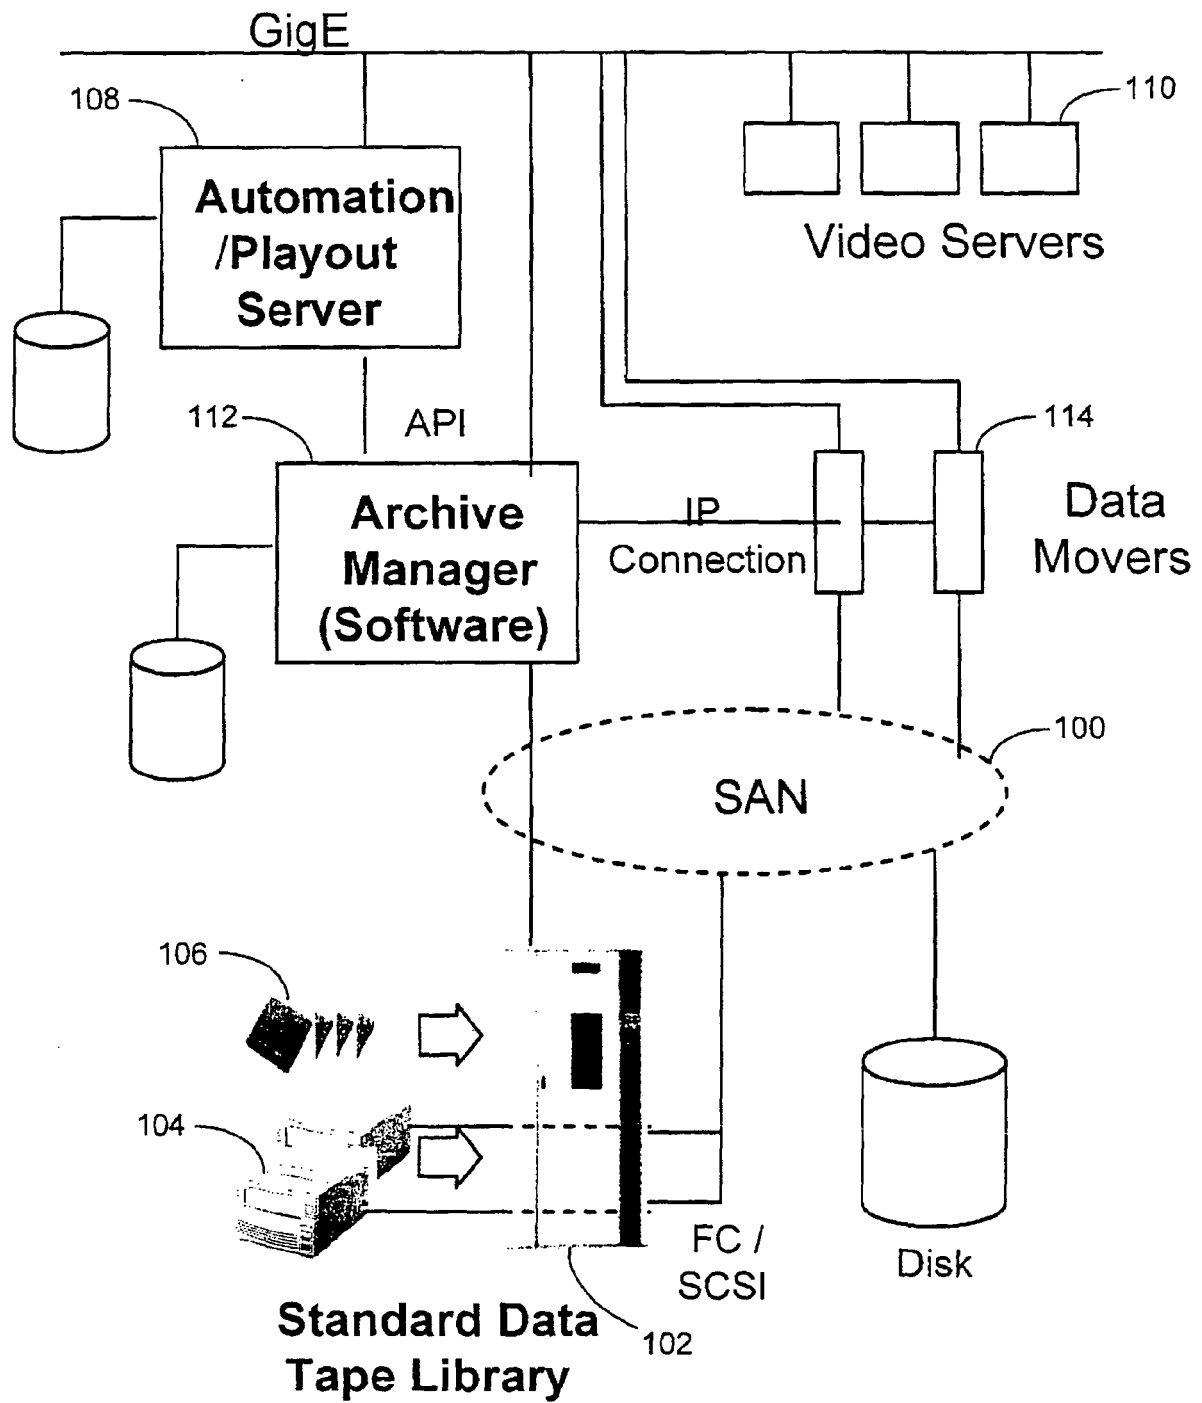 GigE
108
110
Automation
/Playout
Server
Video Servers
112
API
114
Archive
Manager
(Software)
IP
Connection
Data
Movers
100
SAN
106
104
FC /
SCSI
Disk
Standard Data
Tape Library
102